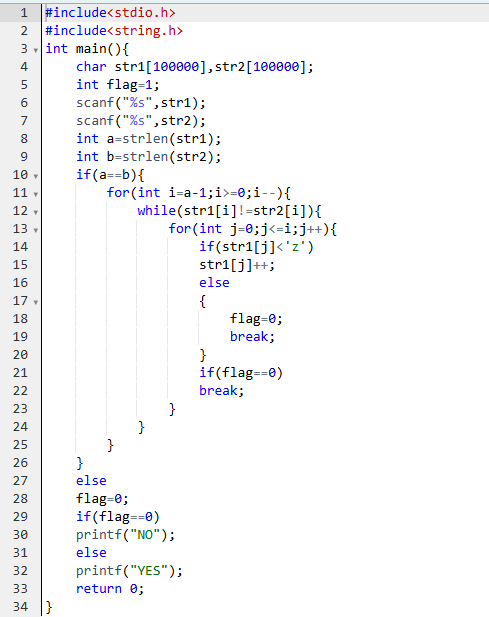 1 #include<stdio.h>
2 #include<string.h>
3 int main(){
4     char str1[100000],str2[100000];
5     int flag=1;
6     scanf("%s",str1);
7     scanf("%s",str2);
8     int a=strlen(str1);
9     int b=strlen(str2);
10     if(a==b){
11         for(int i=a-1;i>=0;i--){
12             while(str1[i]!=str2[i]){
13                 for(int j=0;j<=i;j++){
14                     if(str1[j]<'z')
15                     str1[j]++;
16                     else
17                     {
18                         flag=0;
19                         break;
20                     }
21                     if(flag==0)
22                     break;
23                 }
24             }
25         }
26     }
27     else
28     flag=0;
29     if(flag==0)
30     printf("NO");
31     else
32     printf("YES");
33     return 0;
34 }